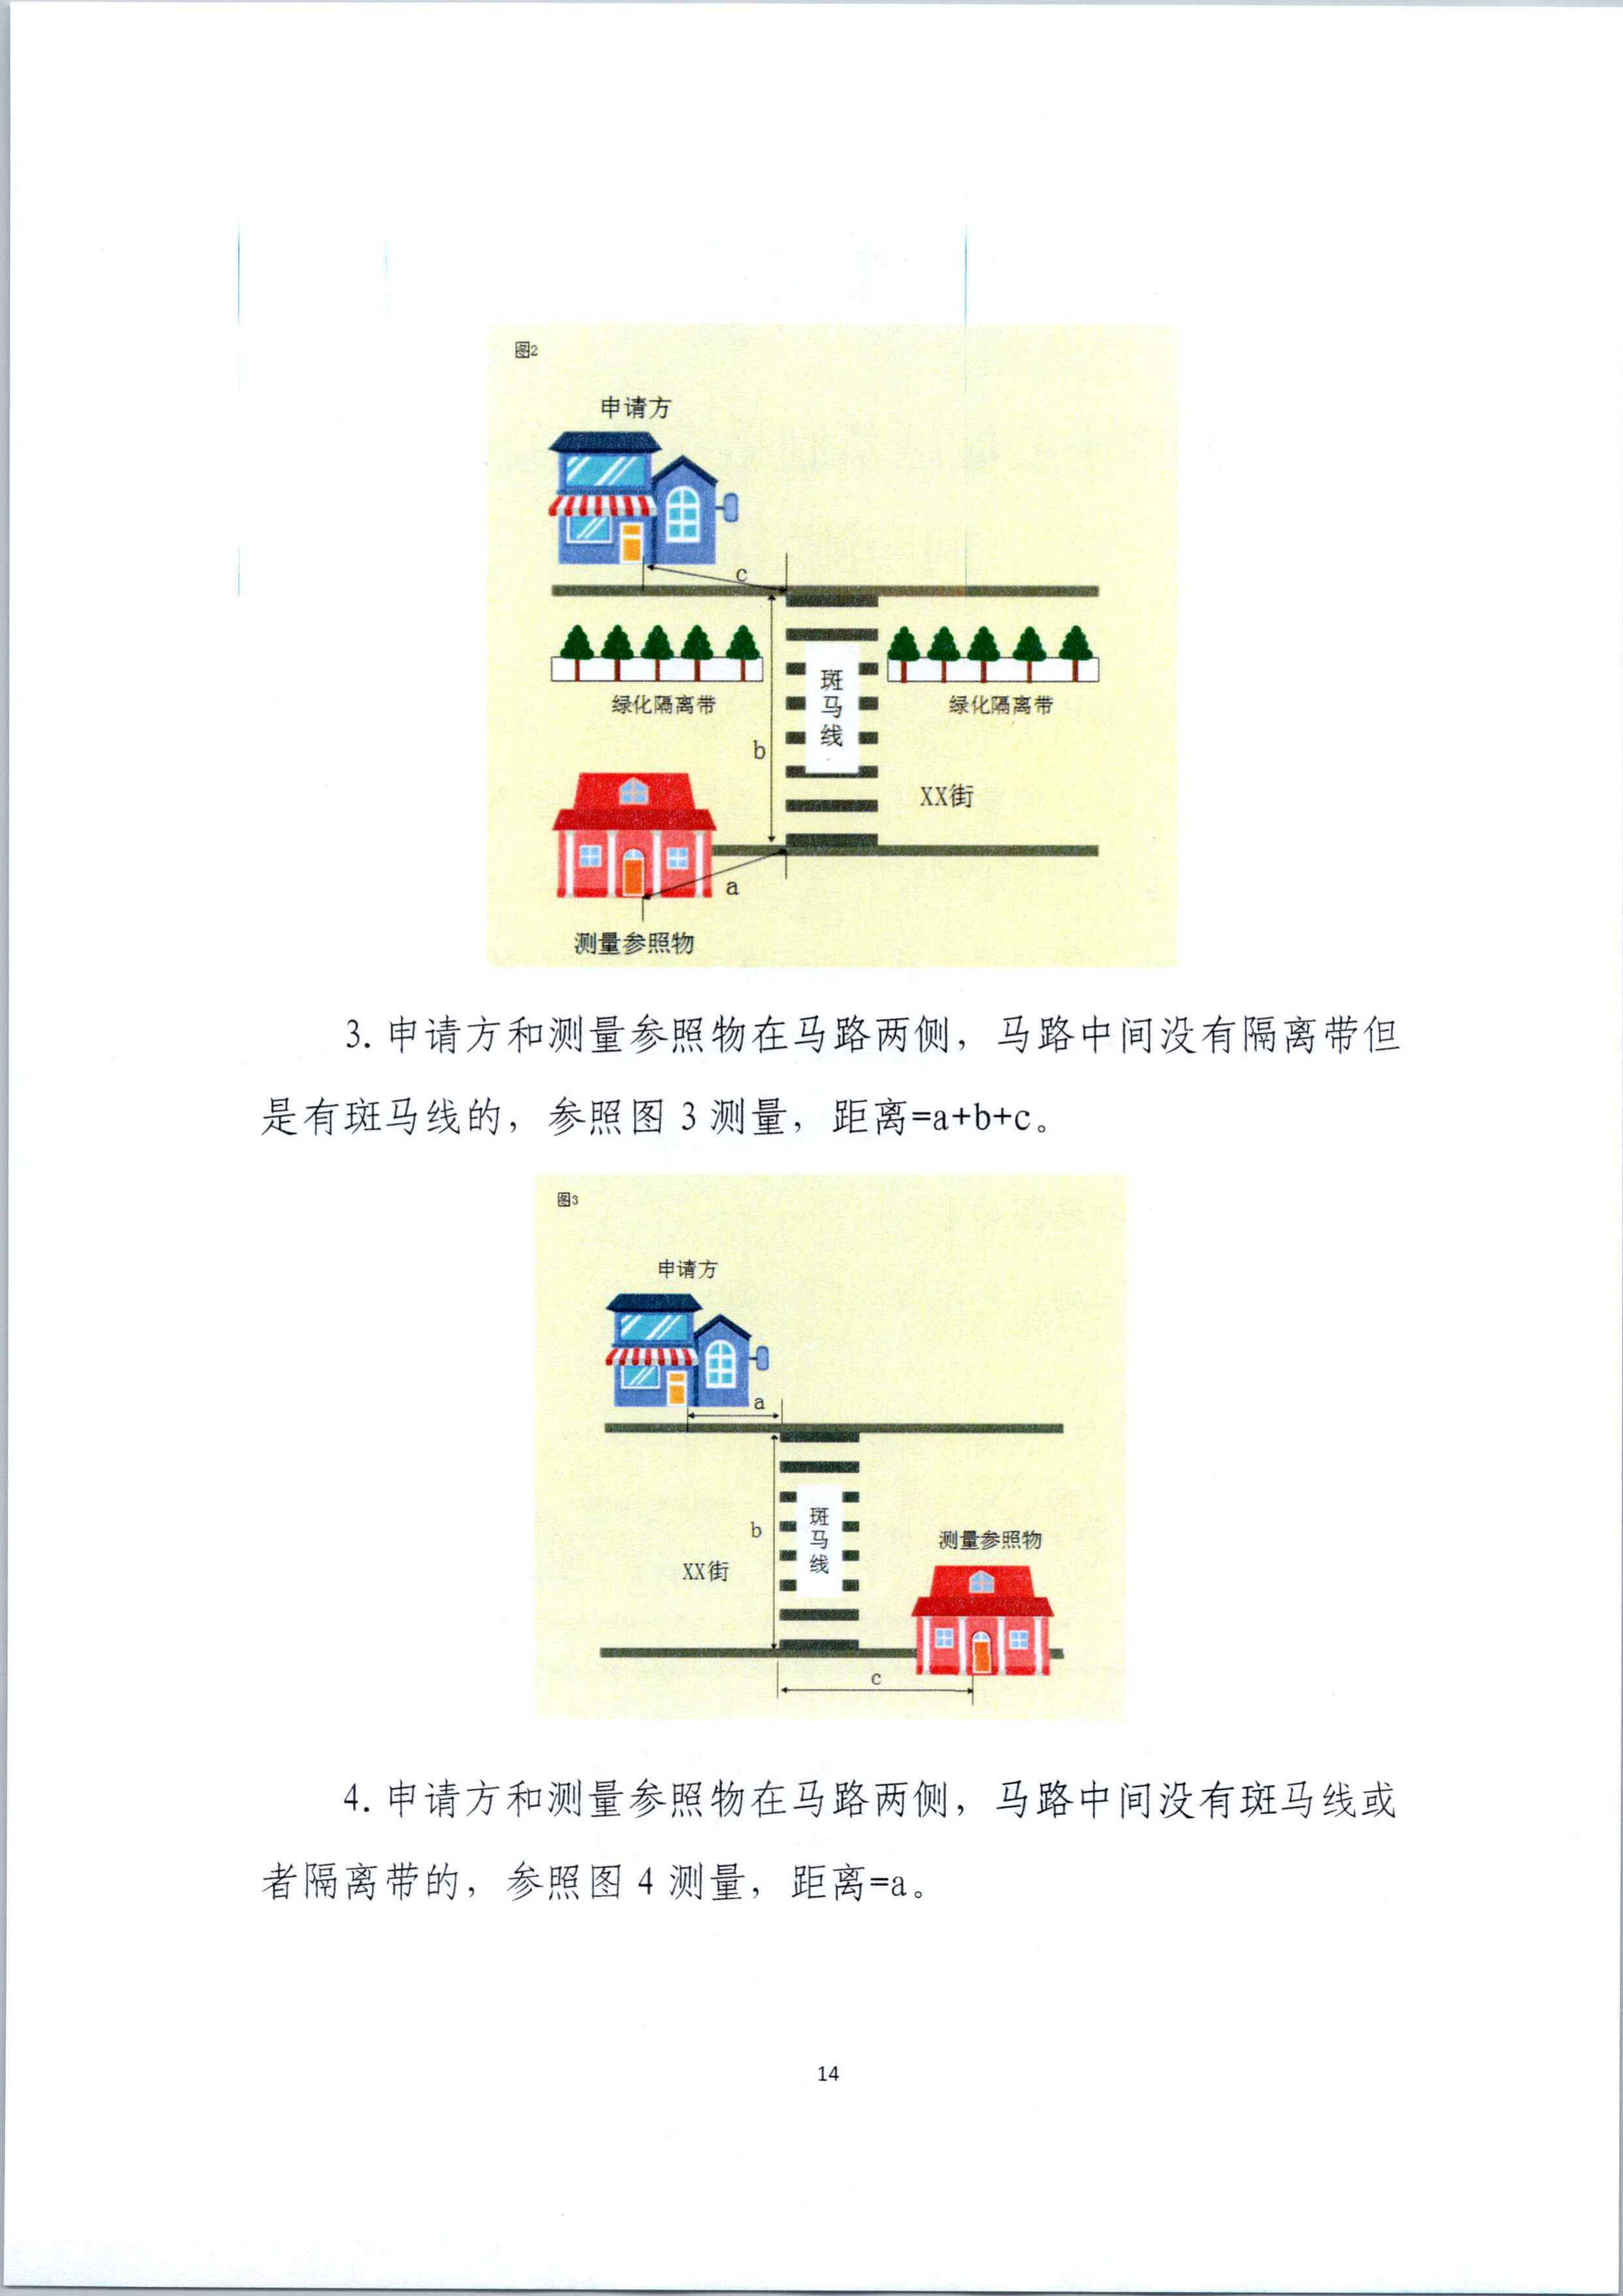 图2
申请方
c
斑马线
绿化隔离带
绿化隔离带
b
XX街
a
测量参照物
3. 申请方和测量参照物在马路两侧，马路中间没有隔离带但
是有斑马线的，参照图 3 测量，距离=a+b+c。
图3
申请方
a
斑马线
b
测量参照物
XX街
c
4. 申请方和测量参照物在马路两侧，马路中间没有斑马线或
者隔离带的，参照图 4 测量，距离=a。
14